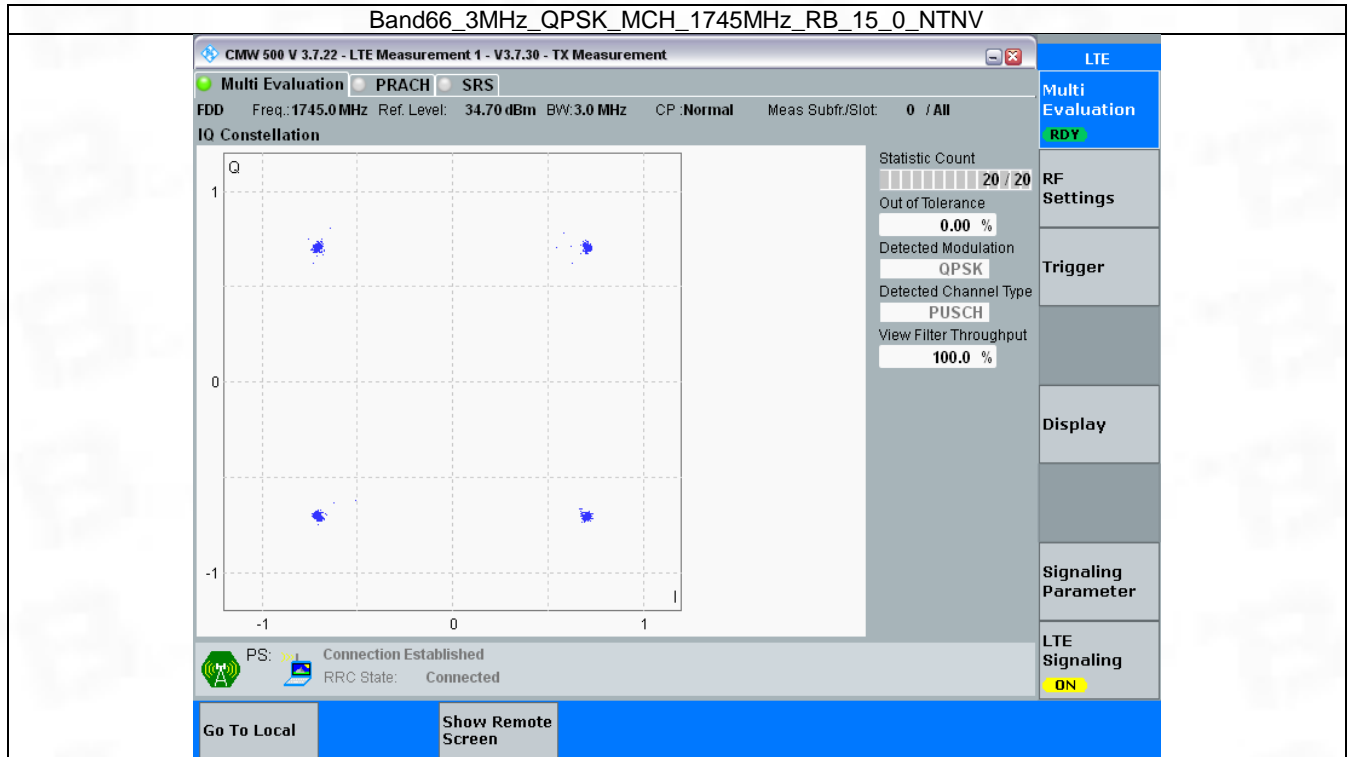 Band66_3MHz_QPSK_MCH_1745MHz_RB_15_0_NTNV
CMW 500 V 3.7.22 - LTE Measurement 1 - V3.7.30 - TX Measurement
LTE
Multi Evaluation PRACH SRS
FDD Freq.:1745.0 MHz Ref. Level: 34.70 dBm BW:3.0 MHz CP :Normal Meas Subfr./Slot: 0 / All
IQ Constellation
Q
1
0
-1
I
-1 0 1
Statistic Count
20 / 20
Out of Tolerance
0.00 %
Detected Modulation
QPSK
Detected Channel Type
PUSCH
View Filter Throughput
100.0 %
Multi
Evaluation
RDY
RF
Settings
Trigger
Display
Signaling
Parameter
LTE
Signaling
ON
PS: Connection Established
RRC State: Connected
Go To Local
Show Remote
Screen